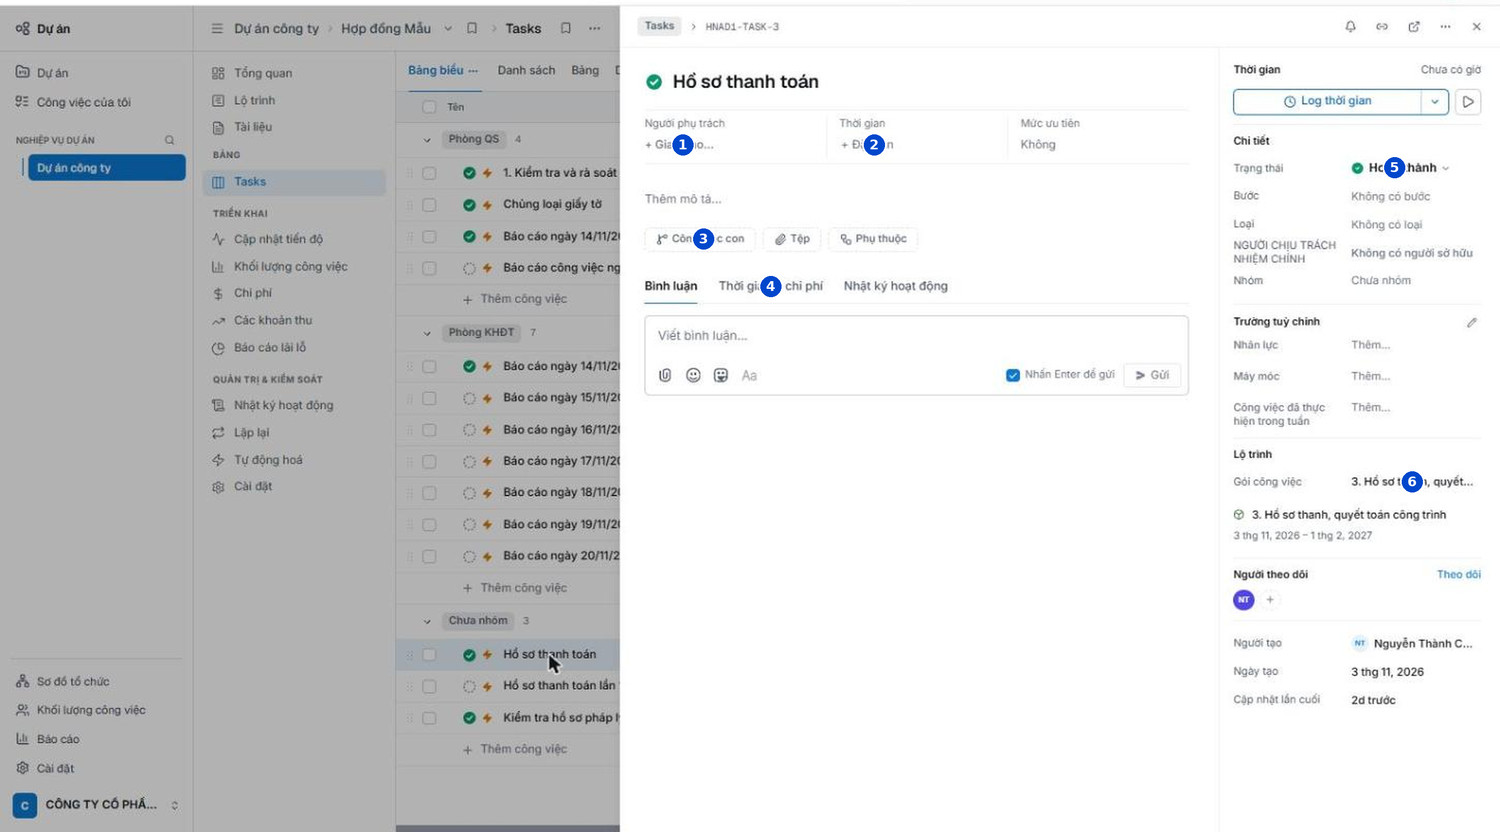 Dự án
Dự án
Công việc của tôi
NGHIỆP VỤ DỰ ÁN
Dự án công ty
Sơ đồ tổ chức
Khối lượng công việc
Báo cáo
Cài đặt
C
CÔNG TY CỔ PHẦ...
Dự án công ty > Hợp đồng Mẫu > Tasks ...
Tổng quan
Lộ trình
Tài liệu
BẢNG
Tasks
TRIỂN KHAI
Cập nhật tiến độ
Khối lượng công việc
Chi phí
Các khoản thu
Báo cáo lãi lỗ
QUẢN TRỊ & KIỂM SOÁT
Nhật ký hoạt động
Lặp lại
Tự động hoá
Cài đặt
Bảng biểu ... Danh sách Bảng
Tên
Phòng QS 4
1. Kiểm tra và rà soát
Chủng loại giấy tờ
Báo cáo ngày 14/11/2
Báo cáo công việc ng
+ Thêm công việc
Phòng KHĐT 7
Báo cáo ngày 14/11/2
Báo cáo ngày 15/11/2
Báo cáo ngày 16/11/2
Báo cáo ngày 17/11/2
Báo cáo ngày 18/11/2
Báo cáo ngày 19/11/2
Báo cáo ngày 20/11/2
+ Thêm công việc
Chưa nhóm 3
Hồ sơ thanh toán
Hồ sơ thanh toán lần
Kiểm tra hồ sơ pháp
+ Thêm công việc
Tasks > HNAD1-TASK-3
Hồ sơ thanh toán
Người phụ trách
1
Thời gian
2
Mức ưu tiên
Không
Thêm mô tả...
3 con
Tệp
Phụ thuộc
Bình luận
Thời 4 chi phí
Nhật ký hoạt động
Viết bình luận...
Aa
Nhấn Enter để gửi
Gửi
Thời gian Chưa có giờ
Log thời gian
Chi tiết
Trạng thái 5 thành
Bước Không có bước
Loại Không có loại
NGƯỜI CHỊU TRÁCH
NHIỆM CHÍNH Không có người sở hữu
Nhóm Chưa nhóm
Trường tuỳ chỉnh
Nhân lực Thêm...
Máy móc Thêm...
Công việc đã thực
hiện trong tuần Thêm...
Lộ trình
Gói công việc 3. Hồ sơ 6 , quyết...
3. Hồ sơ thanh, quyết toán công trình
3 thg 11, 2026 – 1 thg 2, 2027
Người theo dõi Theo dõi
NT +
Người tạo NT Nguyễn Thành C...
Ngày tạo 3 thg 11, 2026
Cập nhật lần cuối 2d trước